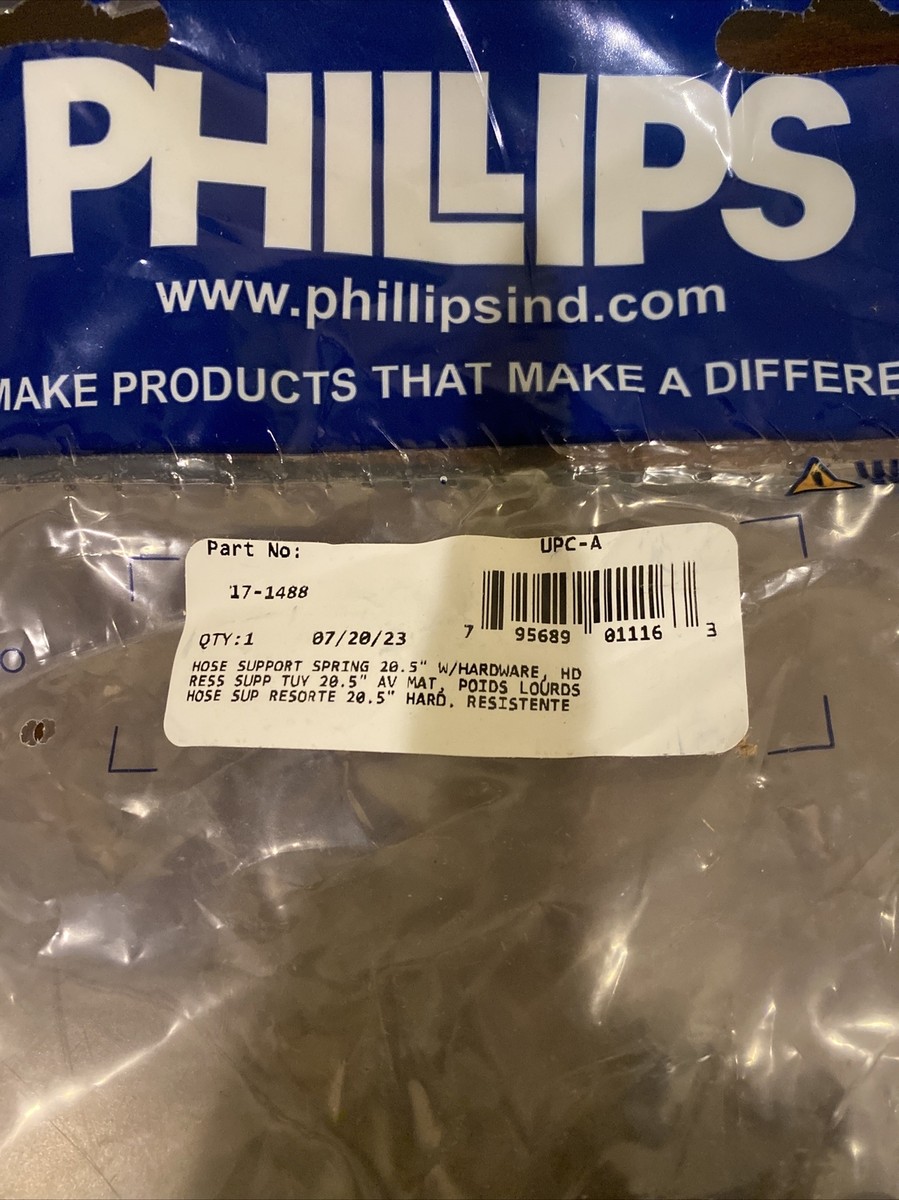 PHILLIPS
www.phillipsind.com
MAKE PRODUCTS THAT MAKE A DIFFERE
Part No:
UPC-A
17-1488
7 95689 01116 3
QTY:1 07/20/23
HOSE SUPPORT SPRING 20.5" W/HARDWARE, HD
RESS SUPP TUY 20.5" AV MAT, POIDS LOURDS
HOSE SUP RESORTE 20.5" HARD. RESISTENTE